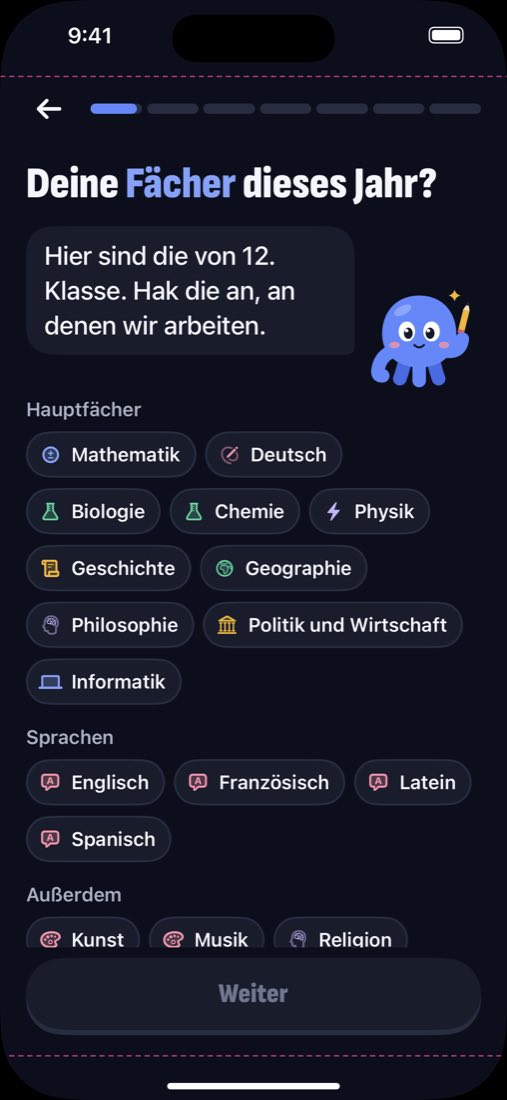 9:41
Deine Fächer dieses Jahr?
Hier sind die von 12.
Klasse. Hak die an, an
denen wir arbeiten.
Hauptfächer
Mathematik Deutsch
Biologie Chemie Physik
Geschichte Geographie
Philosophie Politik und Wirtschaft
Informatik
Sprachen
Englisch Französisch Latein
Spanisch
Außerdem
Kunst Musik Religion
Weiter